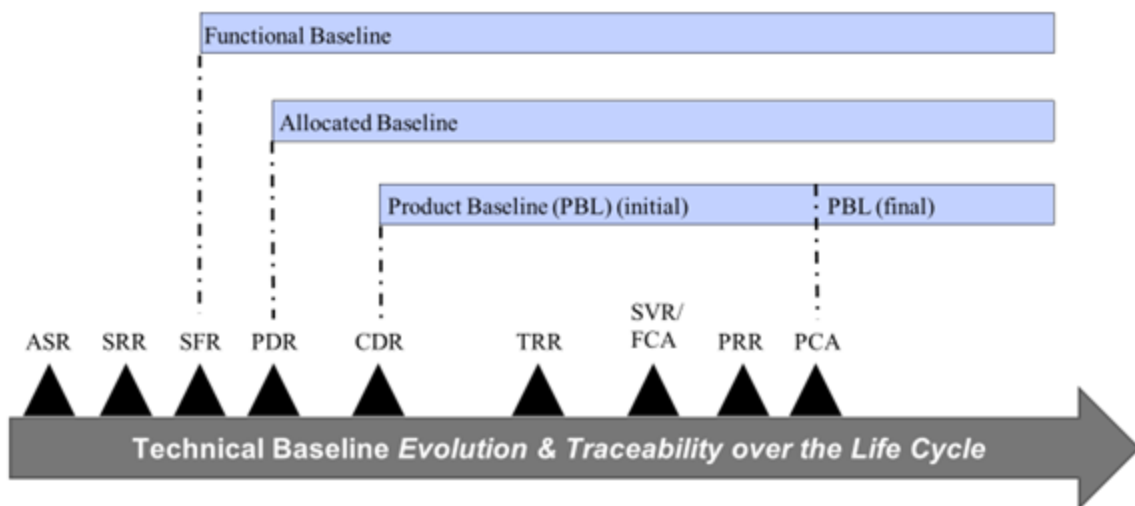 Functional Baseline
Allocated Baseline
Product Baseline (PBL) (initial) PBL (final)
SVR/
ASR SRR SFR PDR CDR TRR FCA PRR PCA
Technical Baseline Evolution & Traceability over the Life Cycle